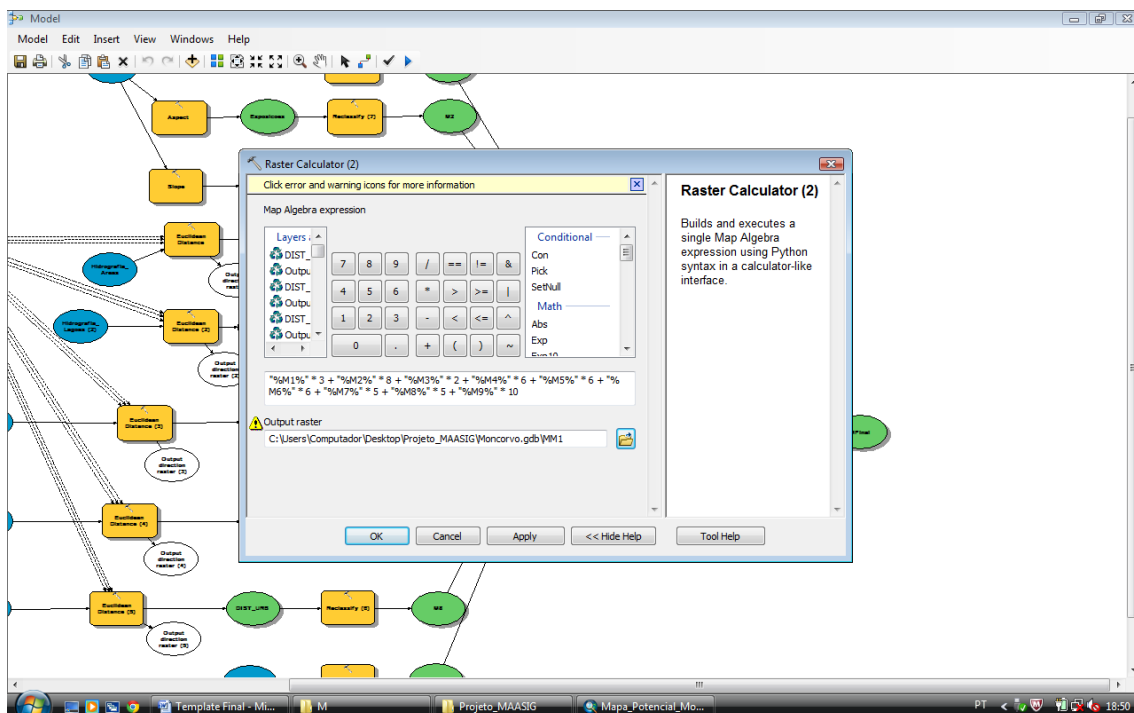 Model
Model Edit Insert View Windows Help
Aspect
Exposicoes
Reclassify (7)
M2
Slope
Euclidean
Distance
Hidrografia_
Areas
Hidrografia_
Lagoas (2)
Euclidean
Distance (2)
Output
direction
raster (2)
Euclidean
Distance (3)
Output
direction
raster (3)
Euclidean
Distance (4)
Output
direction
raster (4)
Euclidean
Distance (5)
Output
direction
raster (5)
DIST_URB
Reclassify (6)
Raster Calculator (2)
Click error and warning icons for more information
Map Algebra expression
Layers
DIST_
Outpu
DIST_
Outpu
DIST_
Outpu
7 8 9 / == != &
4 5 6 * > >= |
1 2 3 - < <= ^
0 . + ( ) ~
Conditional
Con
Pick
SetNull
Math
Abs
Exp
Exp10
"%M1%" * 3 + "%M2%" * 8 + "%M3%" * 2 + "%M4%" * 6 + "%M5%" * 6 + "%
M6%" * 6 + "%M7%" * 5 + "%M8%" * 5 + "%M9%" * 10
Output raster
C:\Users\Computador\Desktop\Projeto_MAASIG\Moncorvo.gdb\MM1
OK Cancel Apply << Hide Help Tool Help
Raster Calculator (2)
Builds and executes a
single Map Algebra
expression using Python
syntax in a calculator-like
interface.
Template Final - Mi... M Projeto_MAASIG Mapa_Potencial_Mo... PT 18:50